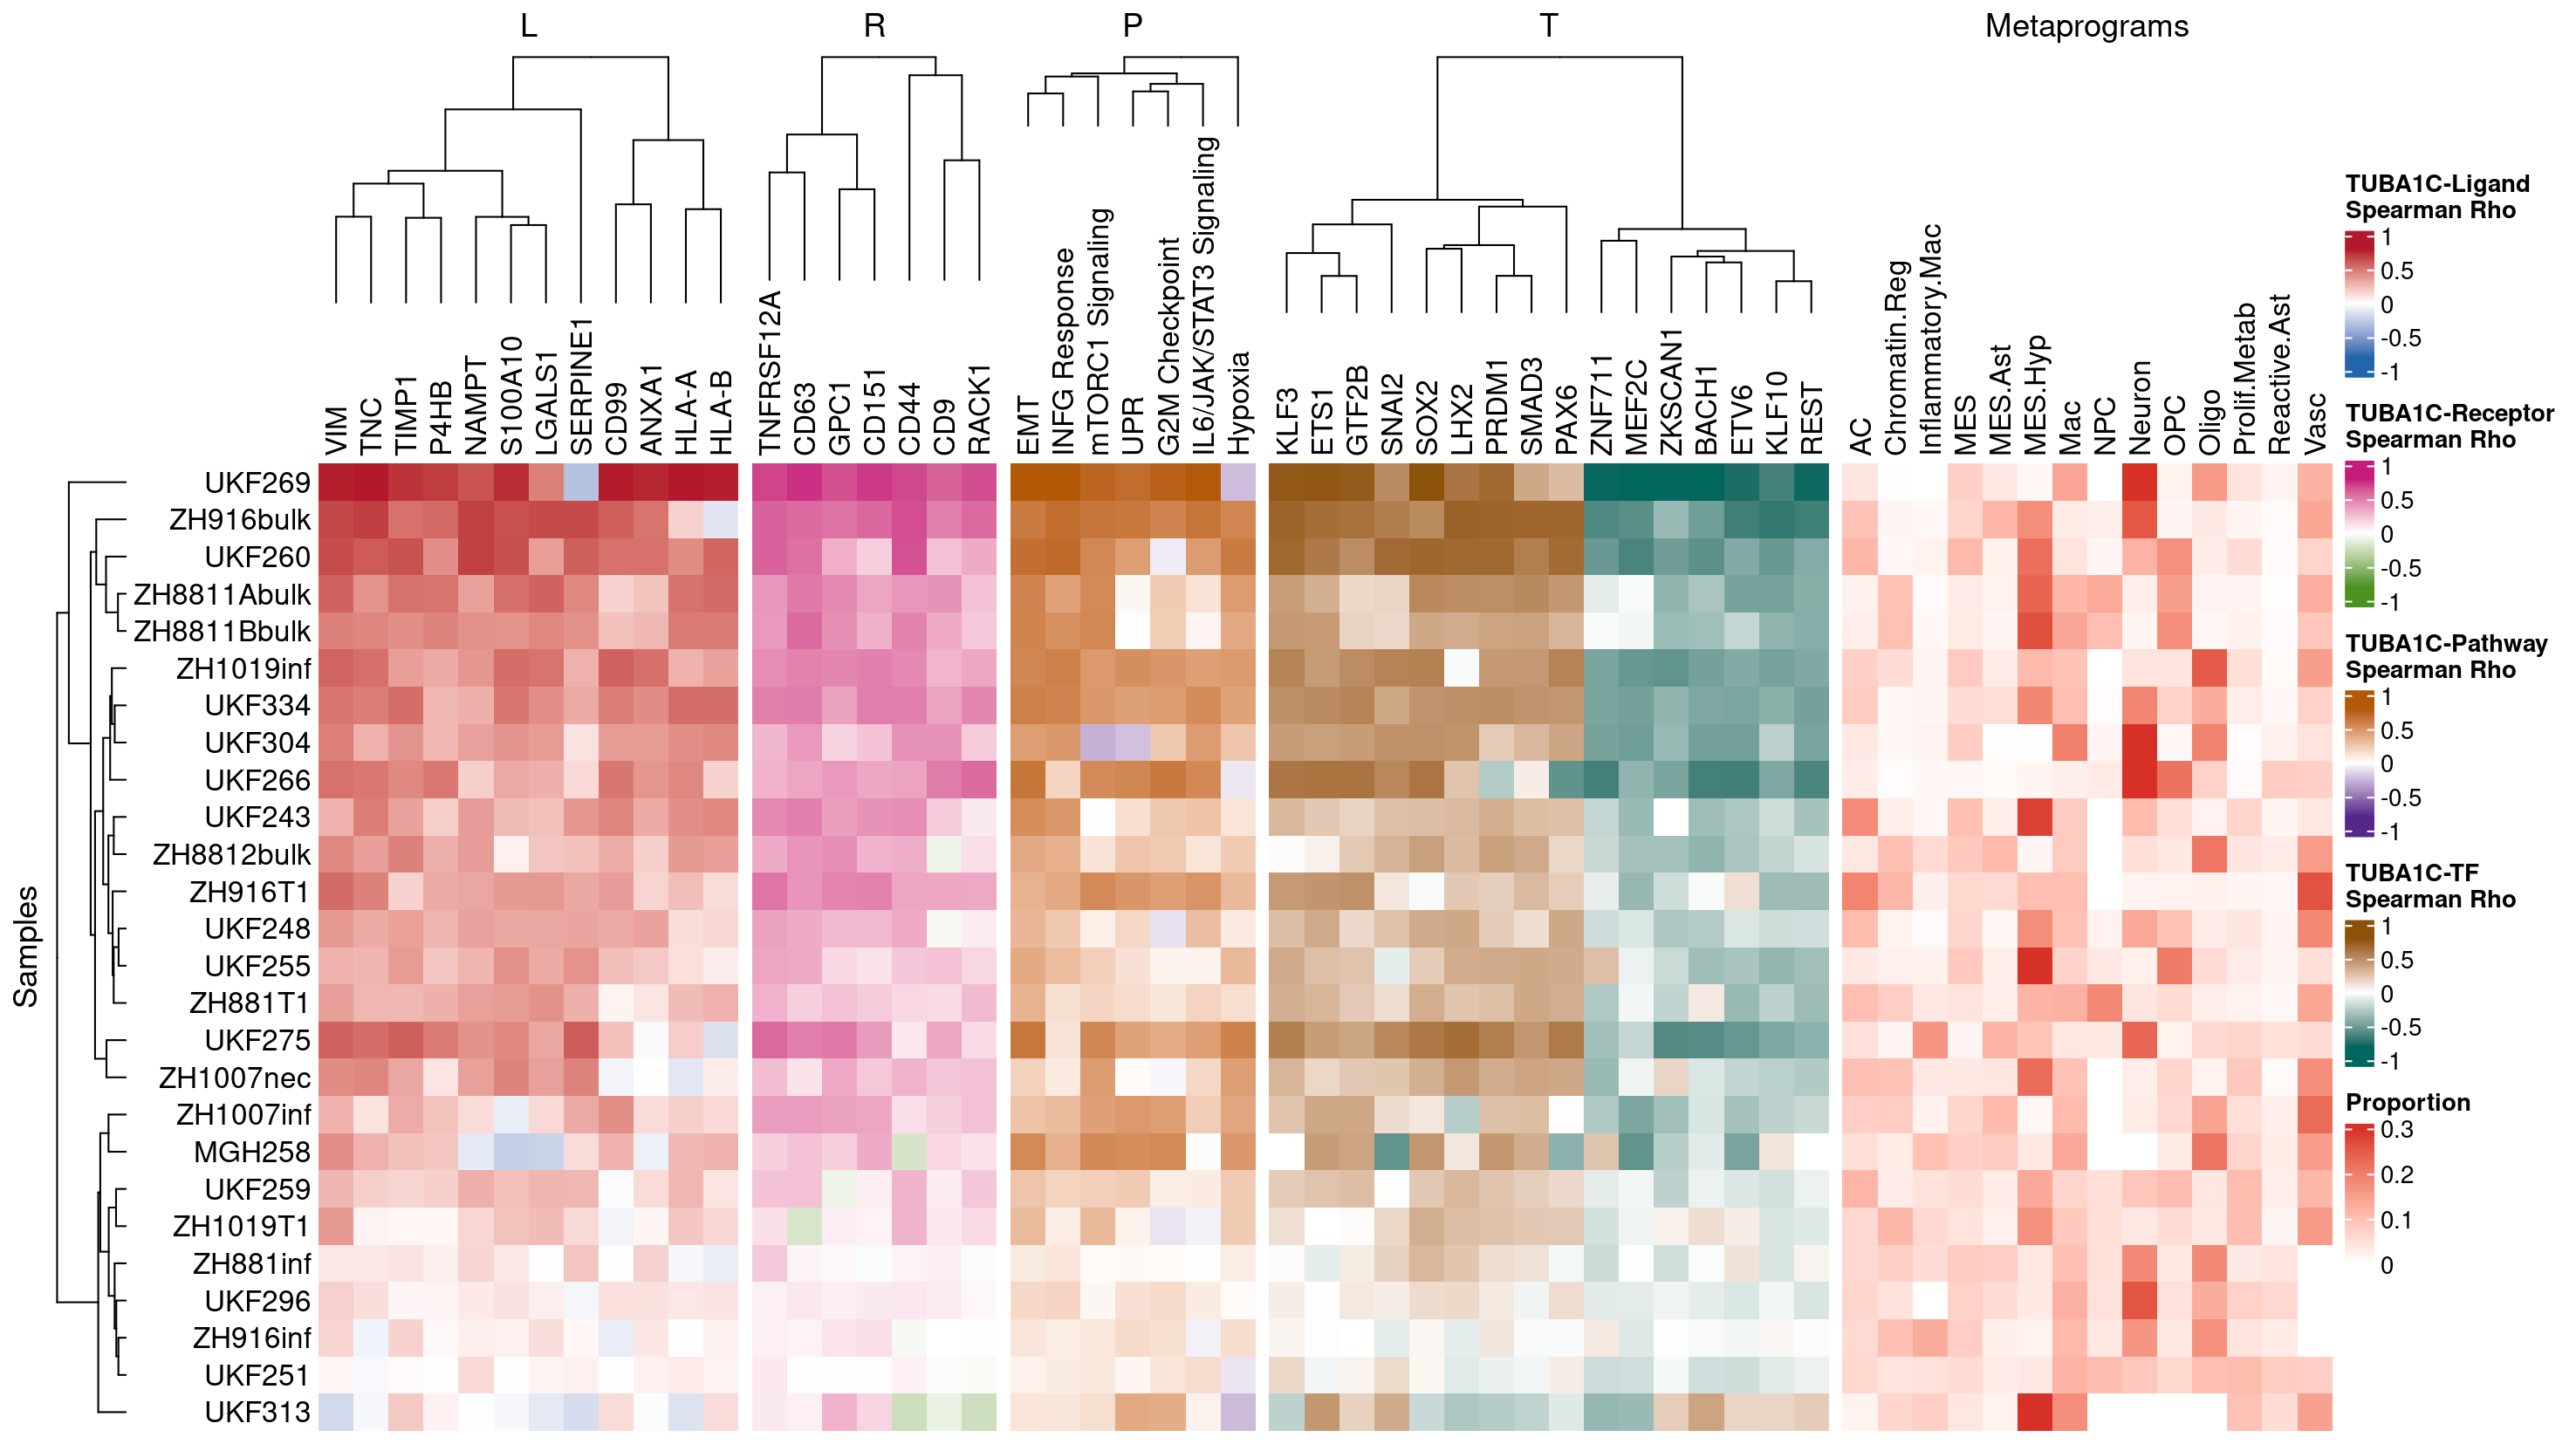 L R P T Metaprograms
VIM
TNC
TIMP1
P4HB
NAMPT
S100A10
LGALS1
SERPINE1
CD99
ANXA1
HLA-A
HLA-B
TNFRSF12A
CD63
GPC1
CD151
CD44
CD9
RACK1
EMT
INFG Response
mTORC1 Signaling
UPR
G2M Checkpoint
IL6/JAK/STAT3 Signaling
Hypoxia
KLF3
ETS1
GTF2B
SNAI2
SOX2
LHX2
PRDM1
SMAD3
PAX6
ZNF711
MEF2C
ZKSCAN1
BACH1
ETV6
KLF10
REST
AC
Chromatin.Reg
Inflammatory.Mac
MES
MES.Ast
MES.Hyp
Mac
NPC
Neuron
OPC
Oligo
Prolif.Metab
Reactive.Ast
Vasc
Samples
UKF269
ZH916bulk
UKF260
ZH8811Abulk
ZH8811Bbulk
ZH1019inf
UKF334
UKF304
UKF266
UKF243
ZH8812bulk
ZH916T1
UKF248
UKF255
ZH881T1
UKF275
ZH1007nec
ZH1007inf
MGH258
UKF259
ZH1019T1
ZH881inf
UKF296
ZH916inf
UKF251
UKF313
TUBA1C-Ligand
Spearman Rho
1
0.5
0
-0.5
-1
TUBA1C-Receptor
Spearman Rho
1
0.5
0
-0.5
-1
TUBA1C-Pathway
Spearman Rho
1
0.5
0
-0.5
-1
TUBA1C-TF
Spearman Rho
1
0.5
0
-0.5
-1
Proportion
0.3
0.2
0.1
0